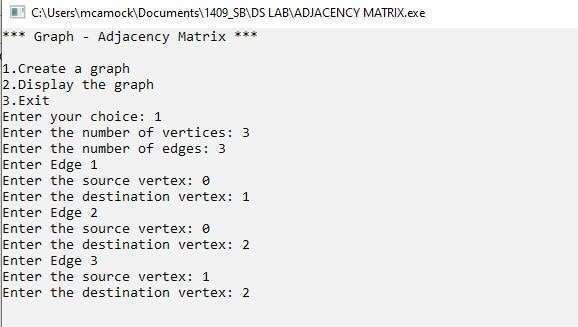 C:\Users\mcamock\Documents\1409_SB\DS LAB\ADJACENCY MATRIX.exe
*** Graph - Adjacency Matrix ***
1.Create a graph
2.Display the graph
3.Exit
Enter your choice: 1
Enter the number of vertices: 3
Enter the number of edges: 3
Enter Edge 1
Enter the source vertex: 0
Enter the destination vertex: 1
Enter Edge 2
Enter the source vertex: 0
Enter the destination vertex: 2
Enter Edge 3
Enter the source vertex: 1
Enter the destination vertex: 2